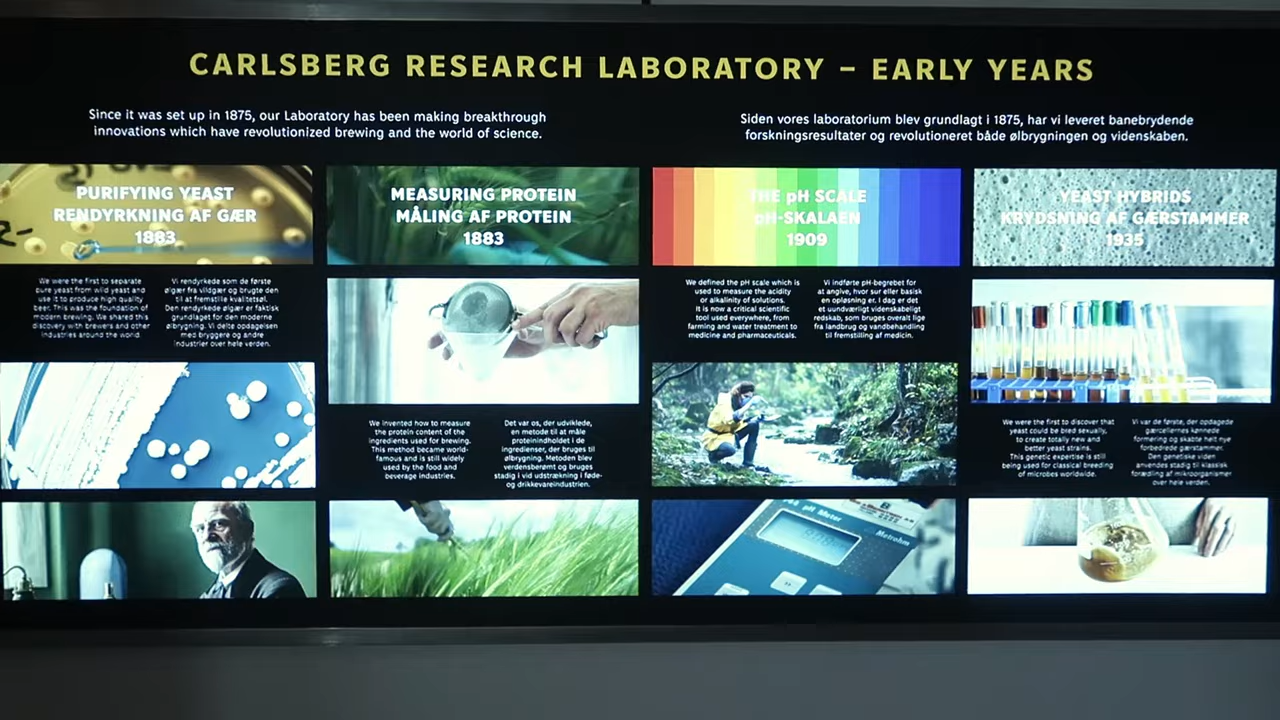 CARLSBERG RESEARCH LABORATORY – EARLY YEARS
Since it was set up in 1875, our Laboratory has been making breakthrough
innovations which have revolutionized brewing and the world of science.
Siden vores laboratorium blev grundlagt i 1875, har vi leveret banebrydende
forskningsresultater og revolutioneret både ølbrygningen og videnskaben.
PURIFYING YEAST
RENDYRKNING AF GÆR
1883
We were the first to separate
pure yeast from wild yeast and
use it to produce high quality
beer. This was the foundation of
modern brewing. We shared this
discovery with brewers and other
industries around the world.
Vi rendyrkede som de første
ølgær fra vildgær og brugte den
til at fremstille kvalitetsøl.
Den rendyrkede ølgær er faktisk
grundlaget for den moderne
ølbrygning. Vi delte opdagelsen
med bryggere og andre
industrier over hele verden.
MEASURING PROTEIN
MÅLING AF PROTEIN
1883
We invented how to measure
the protein content of the
ingredients used for brewing.
This method became world-
famous and is still widely
used by the food and
beverage industries.
Det var os, der udviklede,
en metode til at måle
proteinindholdet i de
ingredienser, der bruges til
ølbrygning. Metoden blev
verdensberømt og bruges
stadig i vid udstrækning i føde-
og drikkevareindustrien.
THE pH SCALE
pH-SKALAEN
1909
We defined the pH scale which is
used to measure the acidity
or alkalinity of solutions.
It is now a critical scientific
tool used everywhere, from
farming and water treatment to
medicine and pharmaceuticals.
Vi indførte pH-begrebet for
at angive, hvor sur eller basisk
en opløsning er. I dag er det
et uundværligt videnskabeligt
redskab, som bruges overalt lige
fra landbrug og vandbehandling
til fremstilling af medicin.
pH Meter
Metrohm
YEAST HYBRIDS
KRYDSNING AF GÆRSTAMMER
1935
We were the first to discover that
yeast could be bred sexually,
to create totally new and
better yeast strains.
This genetic expertise is still
being used for classical breeding
of microbes worldwide.
Vi var de første, der opdagede
gærcellernes kønnede
formering og skabte helt nye
forbedrede gærstammer.
Den genetiske viden
anvendes stadig til klassisk
forædling af mikroorganismer
over hele verden.